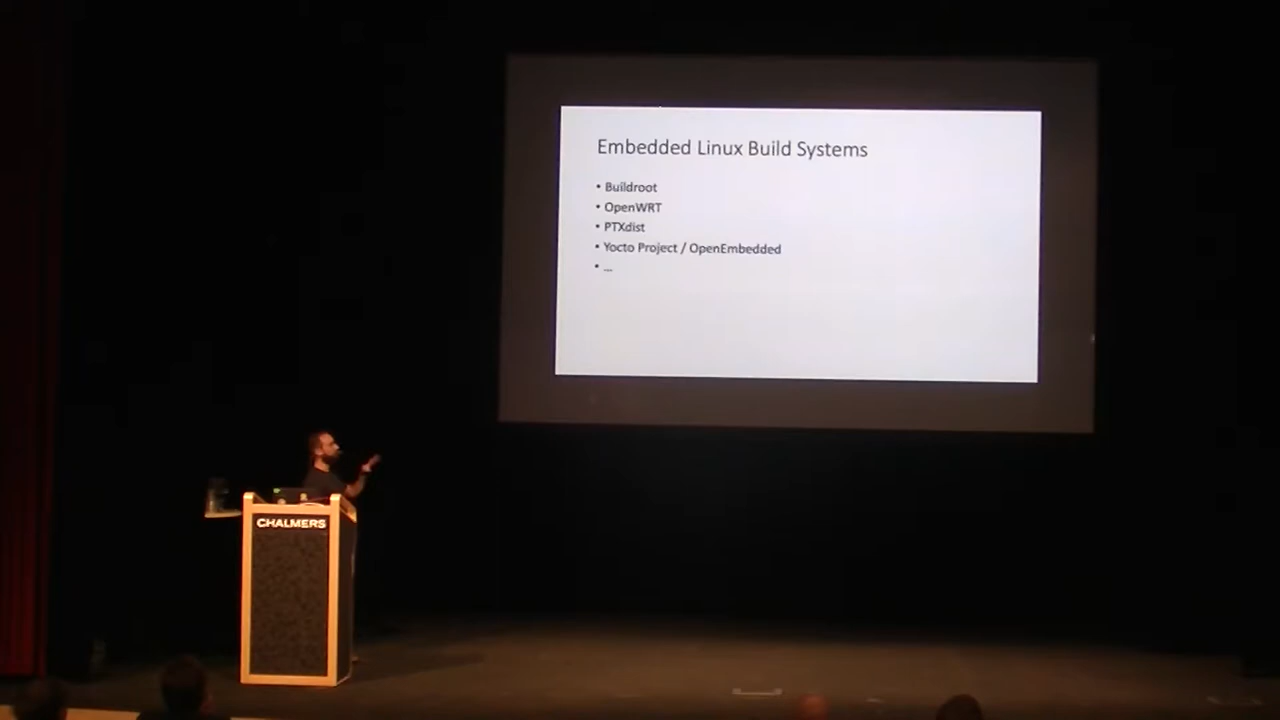 Embedded Linux Build Systems
• Buildroot
• OpenWRT
• PTXdist
• Yocto Project / OpenEmbedded
• ...
CHALMERS